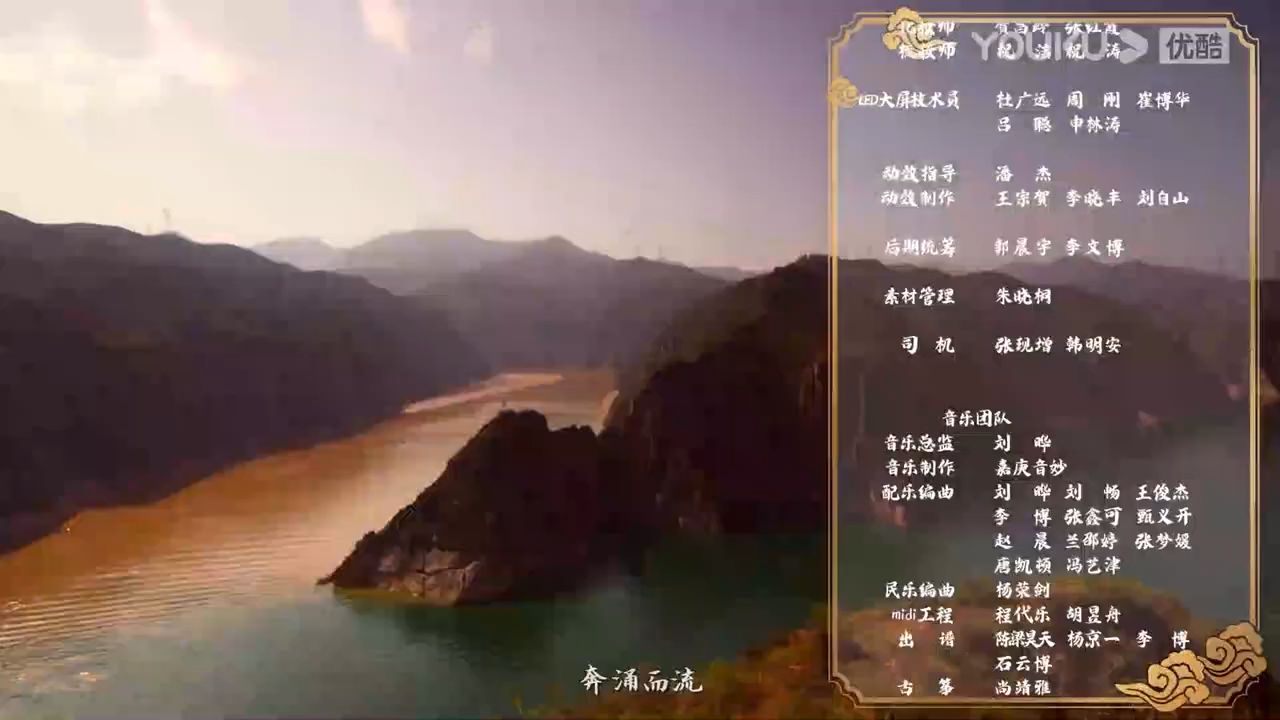 YOUKU 优酷
LED大屏技术员 杜广远 周 刚 崔博华
吕 聪 申林涛
动效指导 潘 杰
动效制作 王宗贺 李晓丰 刘自山
后期统筹 郭晨宇 李文博
素材管理 朱晓桐
司 机 张现增 韩明安
音乐团队
音乐总监 刘 晔
音乐制作 嘉庚音妙
配乐编曲 刘 晔 刘 畅 王俊杰
李 博 张鑫可 甄义开
赵 晨 兰邵婷 张梦媛
唐凯顿 冯艺津
民乐编曲 杨荣剑
midi工程 程代乐 胡昱舟
出 谱 陈梁昊天 杨京一 李 博
石云博
古 筝 尚靖雅
奔涌而流